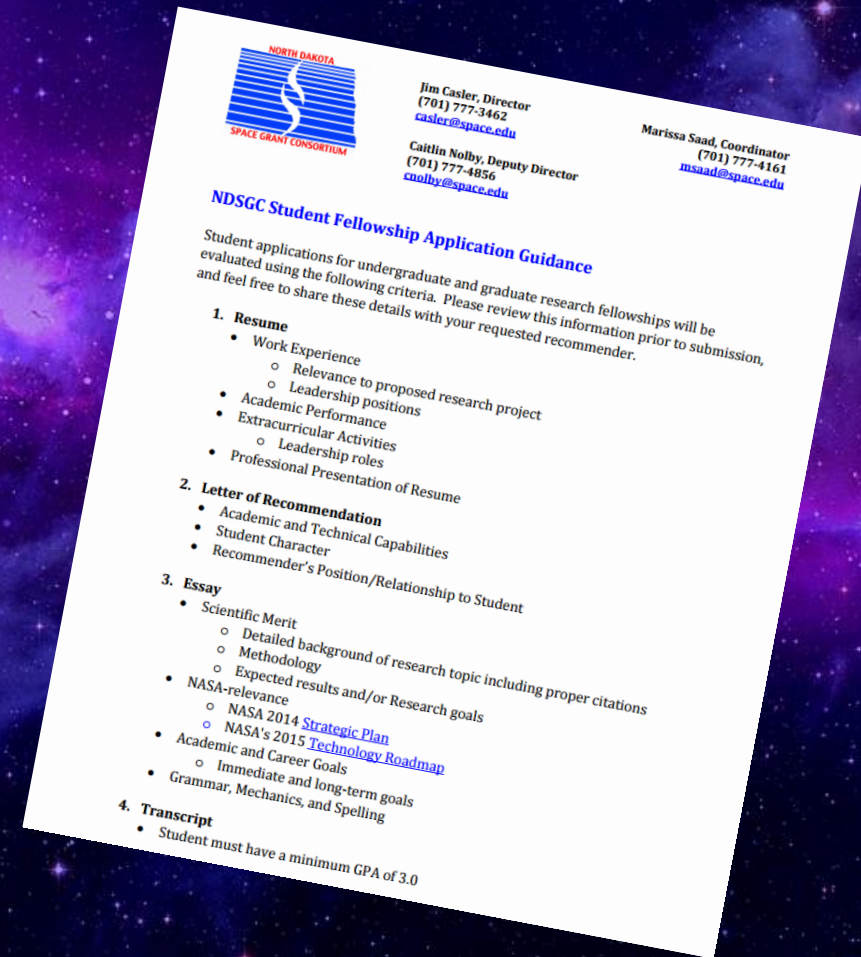 NORTH DAKOTA
SPACE GRANT CONSORTIUM
Jim Casler, Director
(701) 777-3462
casler@space.edu
Caitlin Nolby, Deputy Director
(701) 777-4856
cnolby@space.edu
Marissa Saad, Coordinator
(701) 777-4161
msaad@space.edu
NDSGC Student Fellowship Application Guidance
Student applications for undergraduate and graduate research fellowships will be
evaluated using the following criteria. Please review this information prior to submission,
and feel free to share these details with your requested recommender.
1. Resume
• Work Experience
o Relevance to proposed research project
o Leadership positions
• Academic Performance
• Extracurricular Activities
o Leadership roles
• Professional Presentation of Resume
2. Letter of Recommendation
• Academic and Technical Capabilities
• Student Character
• Recommender's Position/Relationship to Student
3. Essay
• Scientific Merit
o Detailed background of research topic including proper citations
o Methodology
o Expected results and/or Research goals
• NASA-relevance
o NASA 2014 Strategic Plan
o NASA's 2015 Technology Roadmap
• Academic and Career Goals
o Immediate and long-term goals
• Grammar, Mechanics, and Spelling
4. Transcript
• Student must have a minimum GPA of 3.0